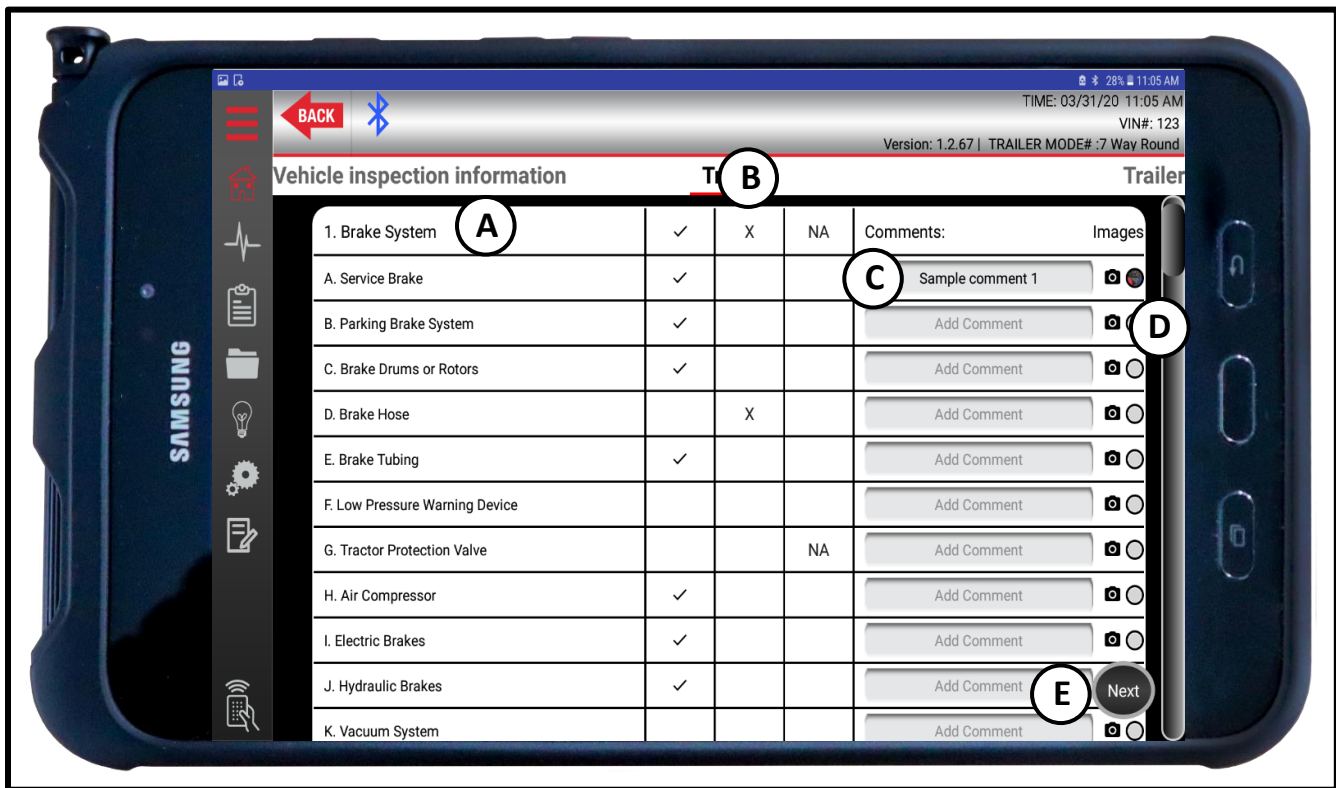 SAMSUNG
28% 11:05 AM
BACK
TIME: 03/31/20 11:05 AM
VIN#: 123
Version: 1.2.67 | TRAILER MODE# :7 Way Round
Vehicle inspection information
B
Trailer
1. Brake System A ✓ X NA Comments: Images
A. Service Brake ✓ C Sample comment 1
B. Parking Brake System ✓ Add Comment D
C. Brake Drums or Rotors ✓ Add Comment
D. Brake Hose X Add Comment
E. Brake Tubing ✓ Add Comment
F. Low Pressure Warning Device Add Comment
G. Tractor Protection Valve NA Add Comment
H. Air Compressor ✓ Add Comment
I. Electric Brakes ✓ Add Comment
J. Hydraulic Brakes ✓ Add Comment E Next
K. Vacuum System Add Comment